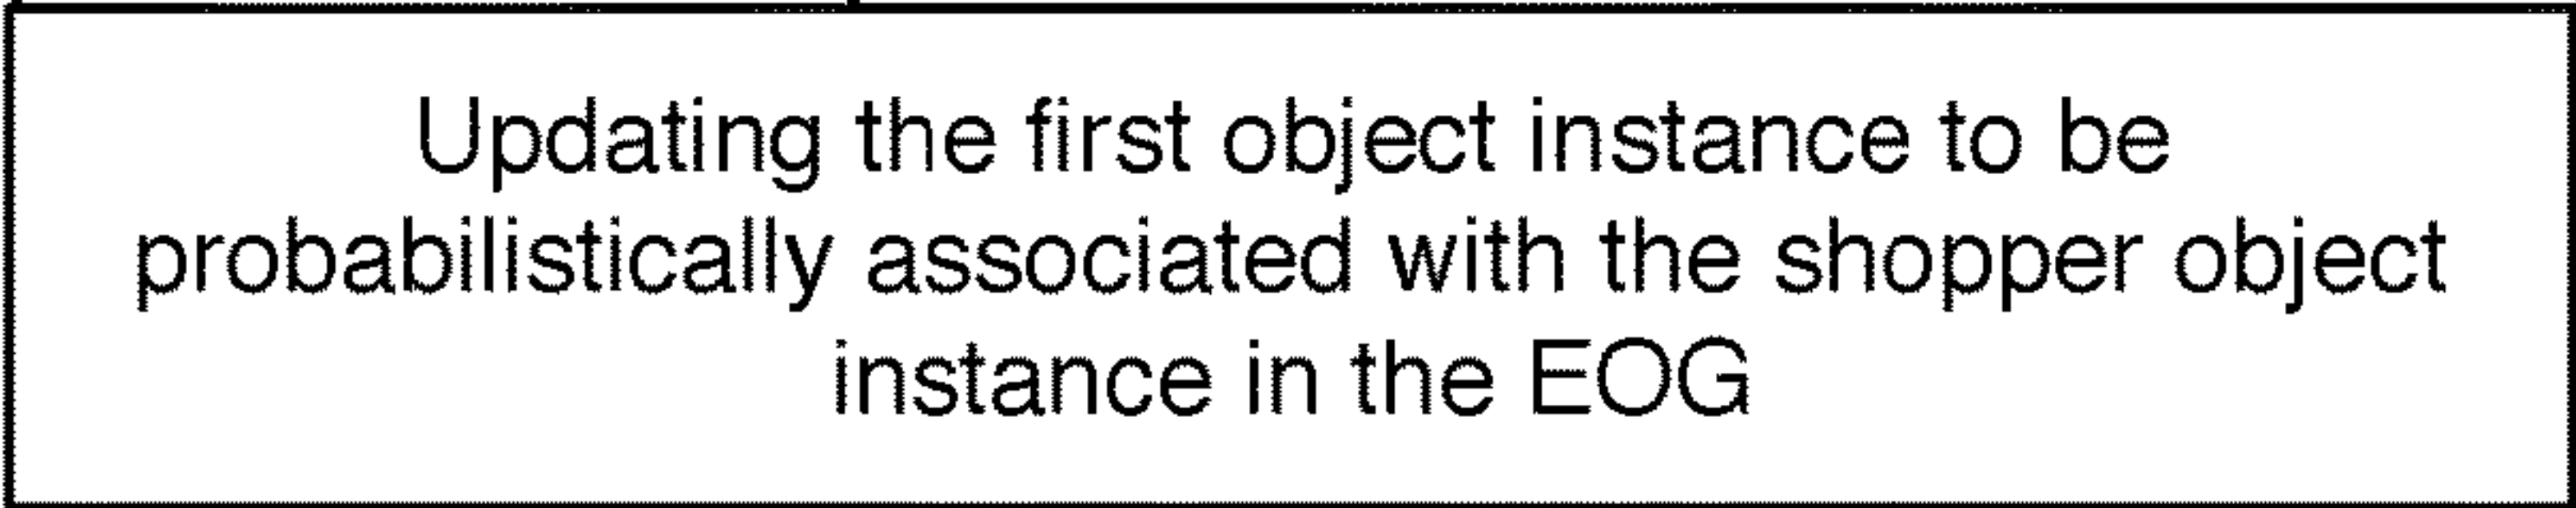 Updating the first object instance to be
probabilistically associated with the shopper object
instance in the EOG